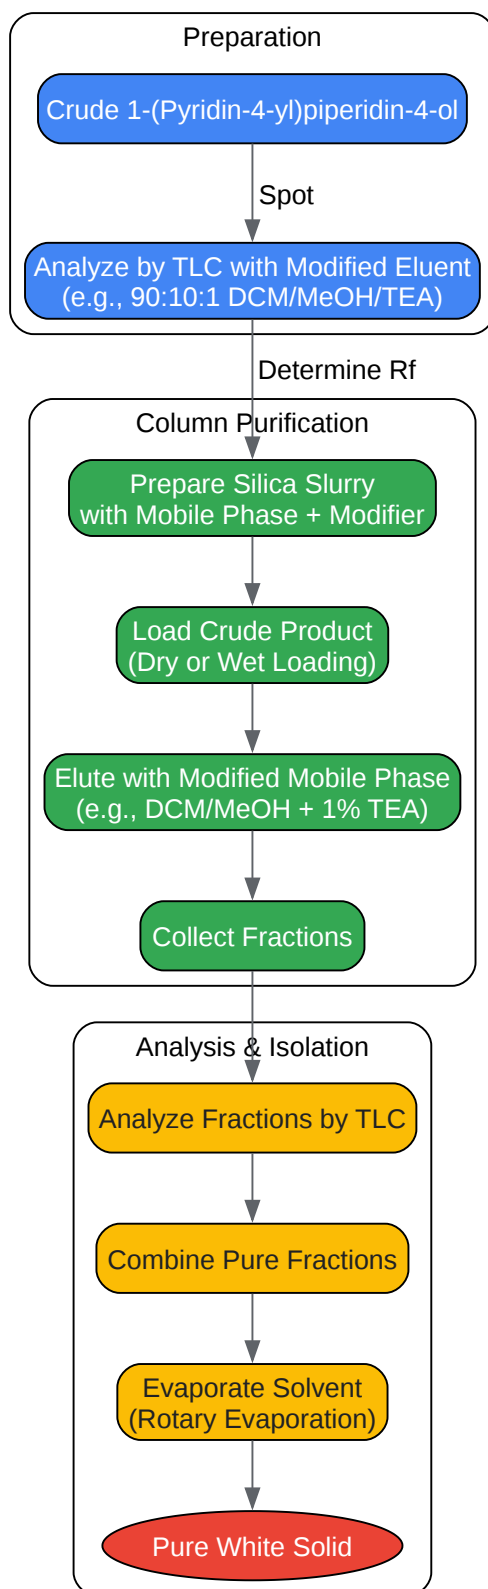 Preparation
Crude 1-(Pyridin-4-yl)piperidin-4-ol
Spot
Analyze by TLC with Modified Eluent
(e.g., 90:10:1 DCM/MeOH/TEA)
Determine Rf
Column Purification
Prepare Silica Slurry
with Mobile Phase + Modifier
Load Crude Product
(Dry or Wet Loading)
Elute with Modified Mobile Phase
(e.g., DCM/MeOH + 1% TEA)
Collect Fractions
Analysis & Isolation
Analyze Fractions by TLC
Combine Pure Fractions
Evaporate Solvent
(Rotary Evaporation)
Pure White Solid